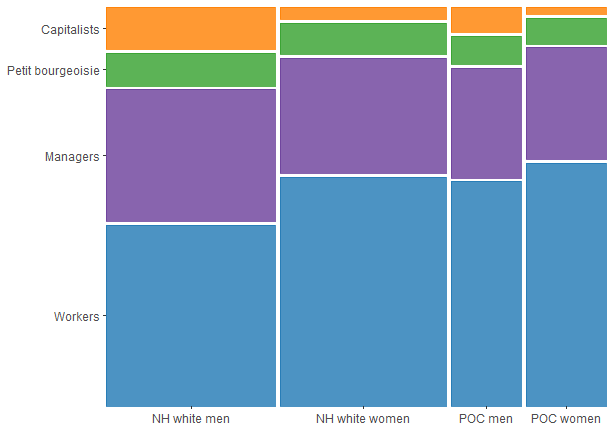 Capitalists
Petit bourgeoisie
Managers
Workers
NH white men NH white women POC men POC women